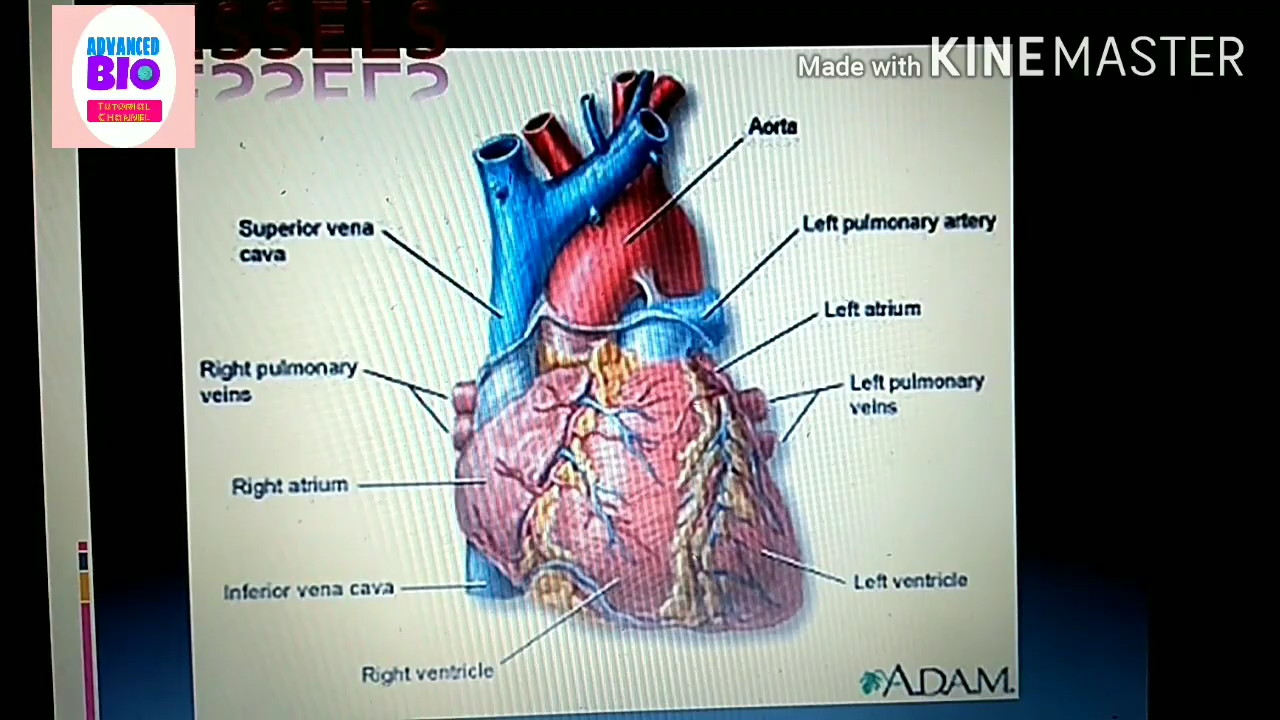 ESSELS
ADVANCED
BIO
TUTORIAL
CHANNEL
Made with KINEMASTER
Aorta
Superior vena
cava
Left pulmonary artery
Left atrium
Right pulmonary
veins
Left pulmonary
veins
Right atrium
Inferior vena cava
Left ventricle
Right ventricle
A.D.A.M.